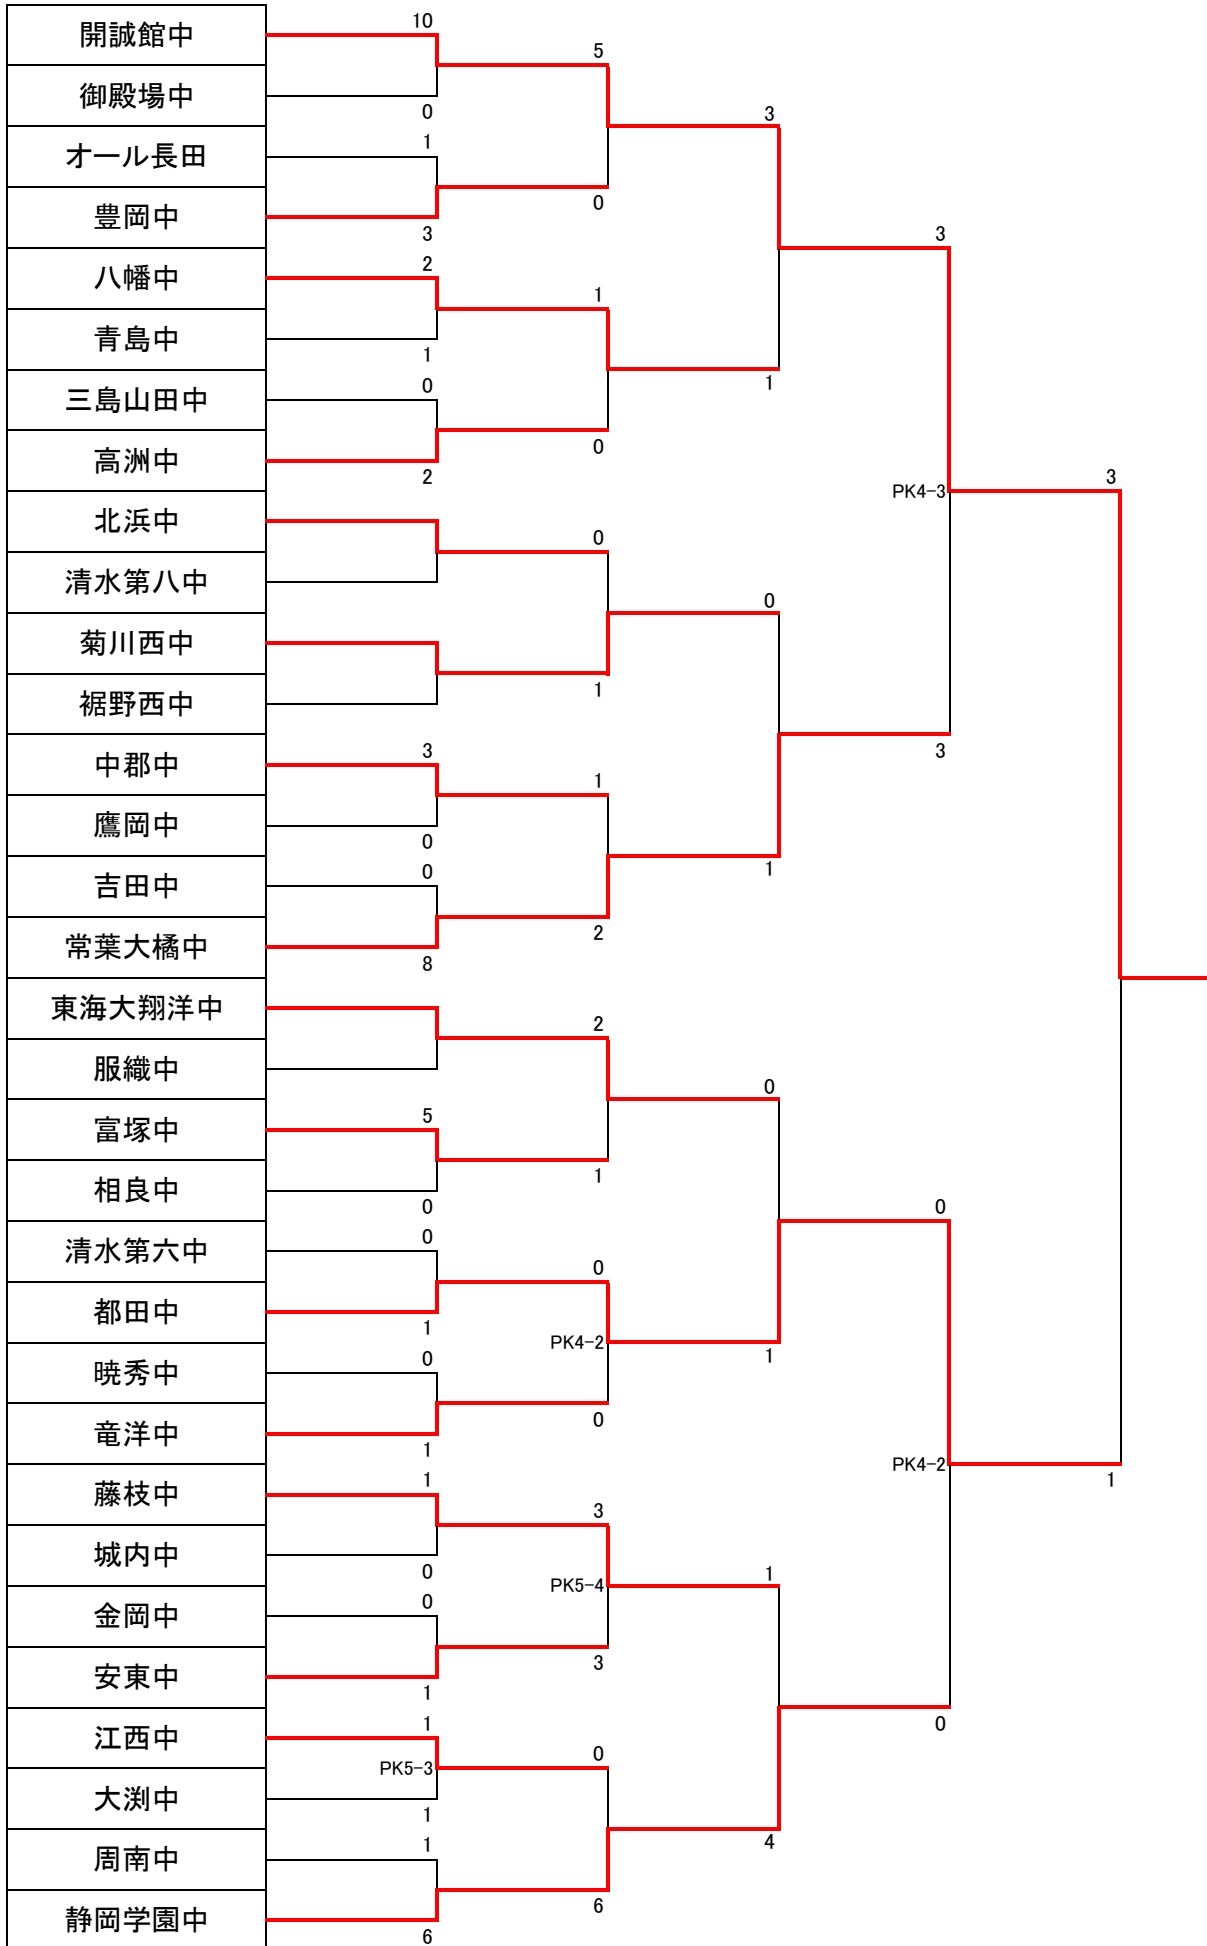 開誠館中
御殿場中
オール長田
豊岡中
八幡中
青島中
三島山田中
高洲中
北浜中
清水第八中
菊川西中
裾野西中
中郡中
鷹岡中
吉田中
常葉大橘中
東海大翔洋中
服織中
富塚中
相良中
清水第六中
都田中
暁秀中
竜洋中
藤枝中
城内中
金岡中
安東中
江西中
大渕中
周南中
静岡学園中
10
0
1
3
2
1
0
2
3
0
0
8
5
0
0
1
0
1
1
0
0
1
1
PK5-3
1
1
6
5
0
1
0
0
1
1
2
2
1
0
PK4-2
0
3
PK5-4
3
0
6
3
1
0
1
0
1
1
4
3
PK4-3
3
0
PK4-2
0
3
1